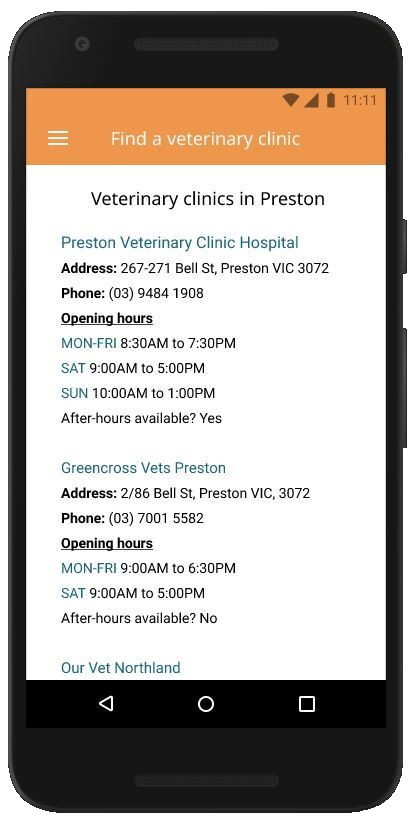 11:11
Find a veterinary clinic
Veterinary clinics in Preston
Preston Veterinary Clinic Hospital
Address: 267-271 Bell St, Preston VIC 3072
Phone: (03) 9484 1908
Opening hours
MON-FRI 8:30AM to 7:30PM
SAT 9:00AM to 5:00PM
SUN 10:00AM to 1:00PM
After-hours available? Yes
Greencross Vets Preston
Address: 2/86 Bell St, Preston VIC, 3072
Phone: (03) 7001 5582
Opening hours
MON-FRI 9:00AM to 6:30PM
SAT 9:00AM to 5:00PM
After-hours available? No
Our Vet Northland